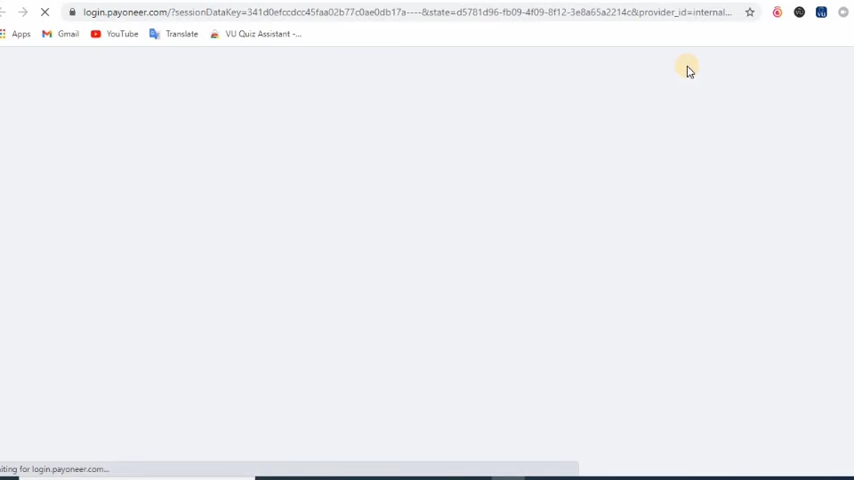 login.payoneer.com/?sessionDataKey=341d0efccdcc45faa02b77c0ae0db17a----&state=d5781d96-fb09-4f09-8f12-3e8a65a2214c&provider_id=internal...
Apps Gmail YouTube Translate VU Quiz Assistant -...
iting for login.payoneer.com...